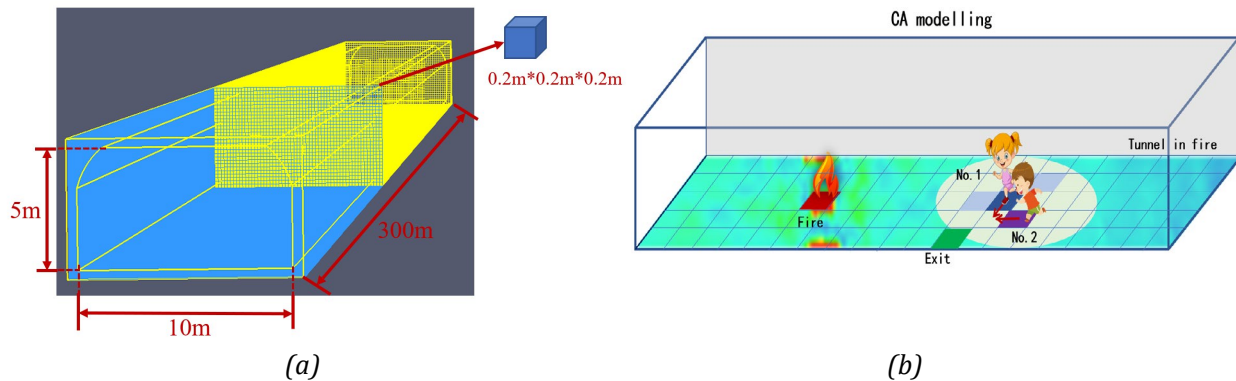 0.2m*0.2m*0.2m
5m
300m
10m
(a)
CA modelling
Tunnel in fire
No.1
Fire
No.2
Exit
(b)